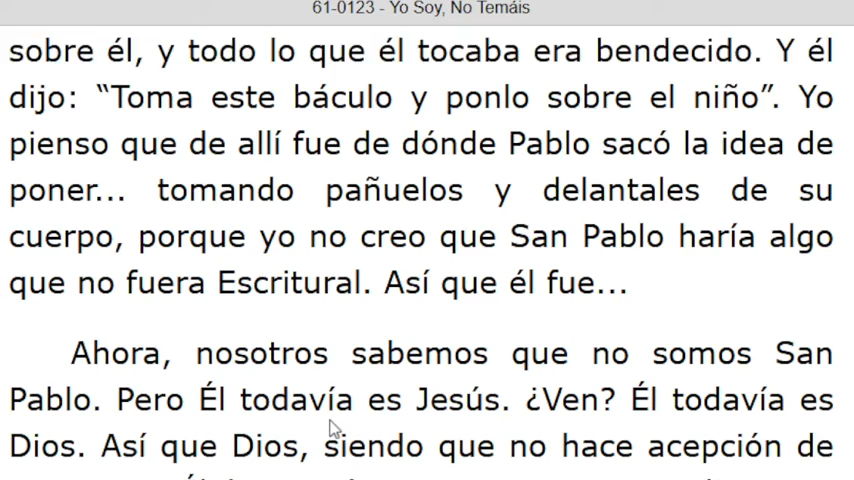 61-0123 - Yo Soy, No Temáis
sobre él, y todo lo que él tocaba era bendecido. Y él
dijo: “Toma este báculo y ponlo sobre el niño”. Yo
pienso que de allí fue de dónde Pablo sacó la idea de
poner... tomando pañuelos y delantales de su
cuerpo, porque yo no creo que San Pablo haría algo
que no fuera Escritural. Así que él fue...
Ahora, nosotros sabemos que no somos San
Pablo. Pero Él todavía es Jesús. ¿Ven? Él todavía es
Dios. Así que Dios, siendo que no hace acepción de